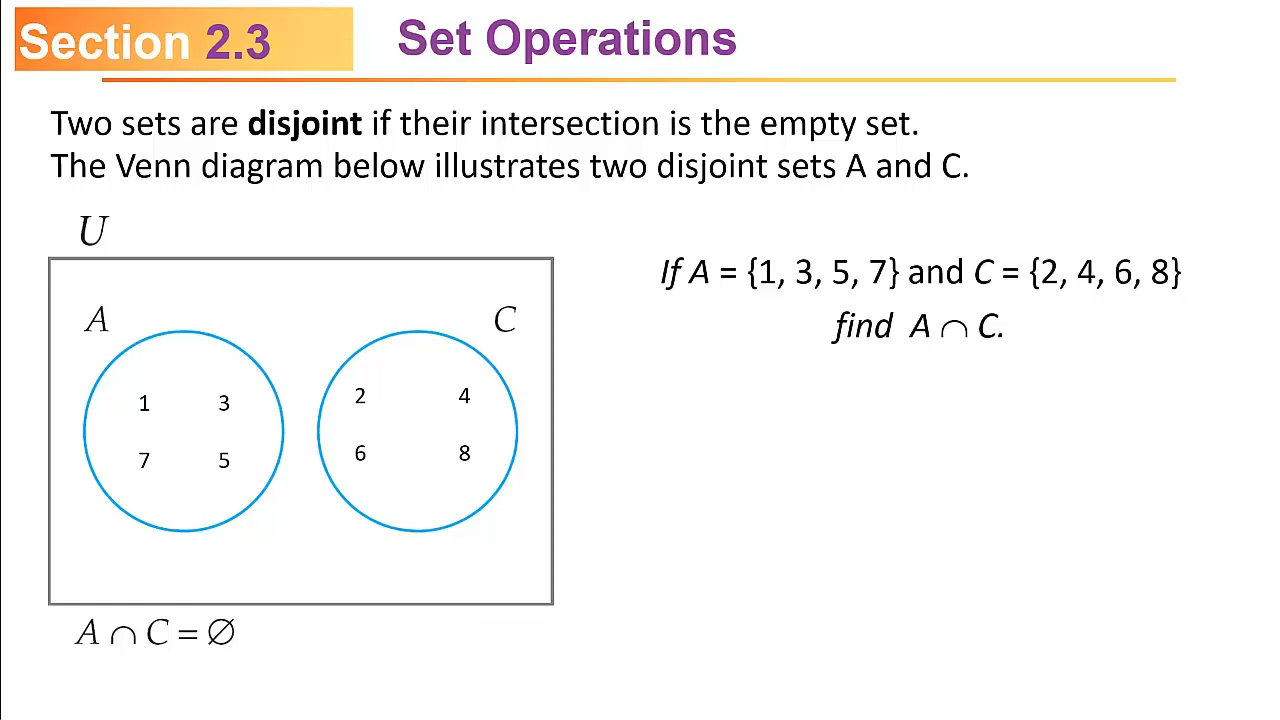 Section 2.3 Set Operations
Two sets are disjoint if their intersection is the empty set.
The Venn diagram below illustrates two disjoint sets A and C.
U
A C
1 3
7 5
2 4
6 8
A ∩ C = ∅
If A = {1, 3, 5, 7} and C = {2, 4, 6, 8}
find A ∩ C.